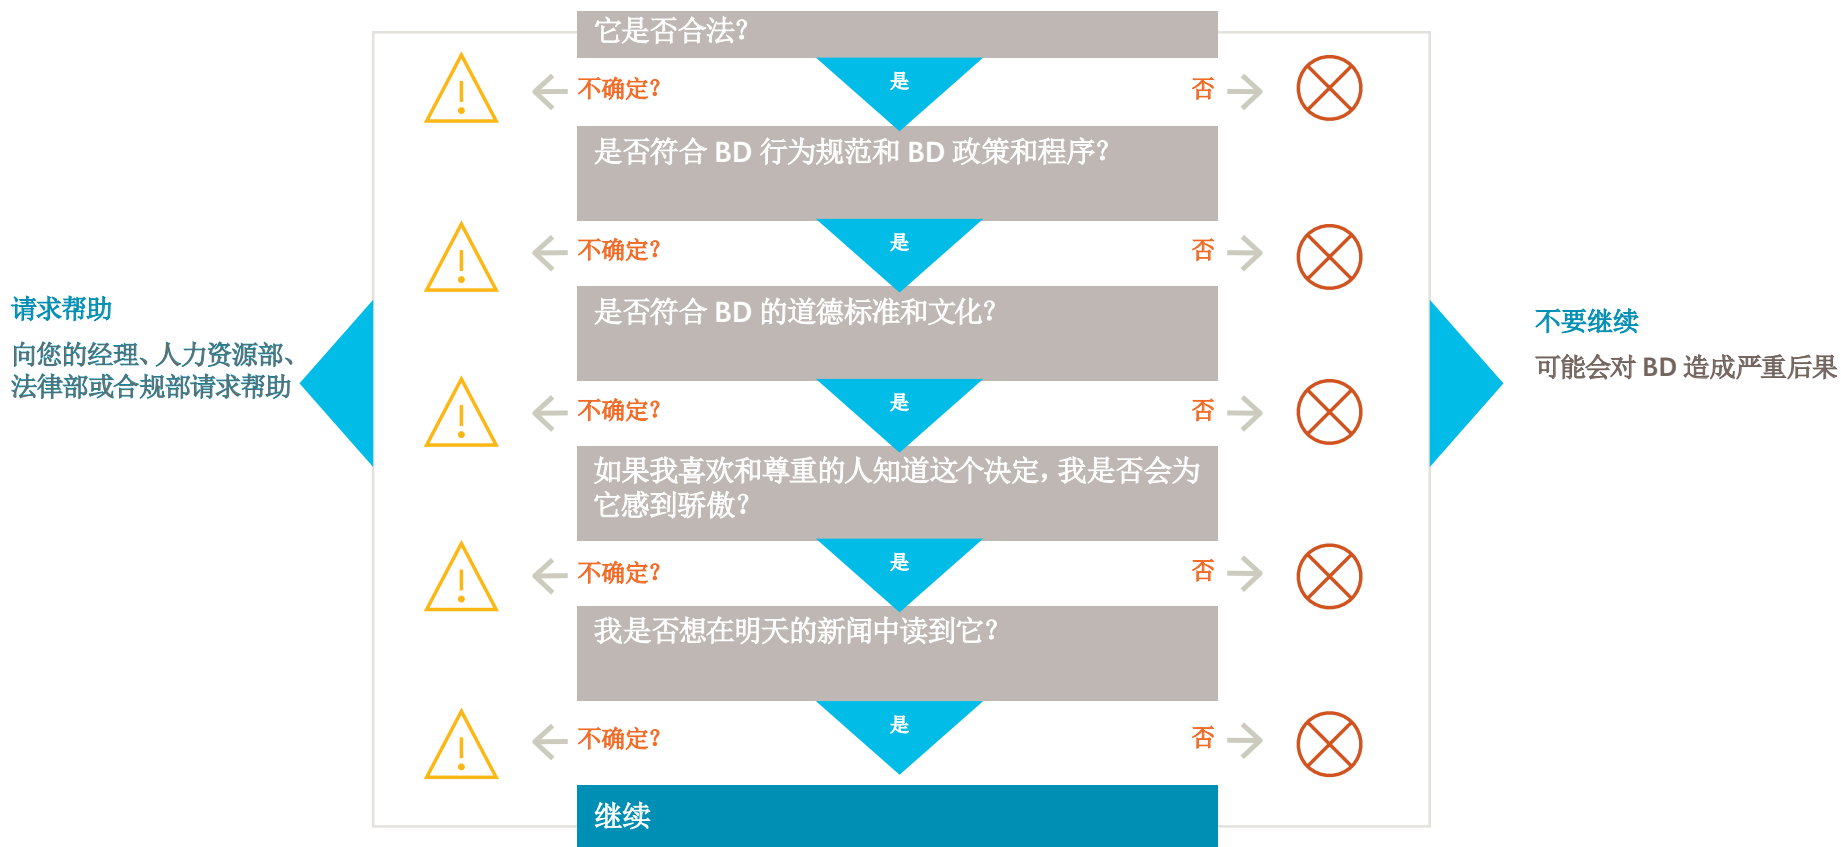 它是否合法？
不确定？
是
否
是否符合 BD 行为规范和 BD 政策和程序？
不确定？
是
否
是否符合 BD 的道德标准和文化？
不确定？
是
否
如果我喜欢和尊重的人知道这个决定，我是否会为
它感到骄傲？
不确定？
是
否
我是否想在明天的新闻中读到它？
不确定？
是
否
继续
请求帮助
向您的经理、人力资源部、
法律部或合规部请求帮助
不要继续
可能会对 BD 造成严重后果